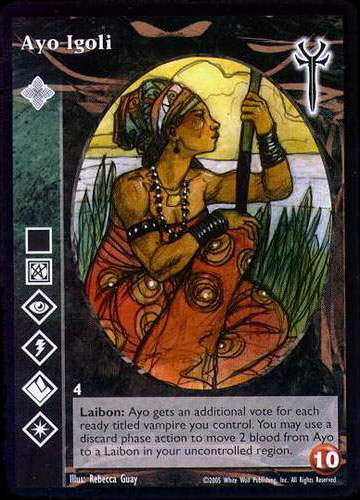 Ayo Igoli
4
Laibon: Ayo gets an additional vote for each
ready titled vampire you control. You may use a
discard phase action to move 2 blood from Ayo
to a Laibon in your uncontrolled region.
10
Illus: Rebecca Guay
©2005 White Wolf Publishing, Inc. All Rights Reserved.